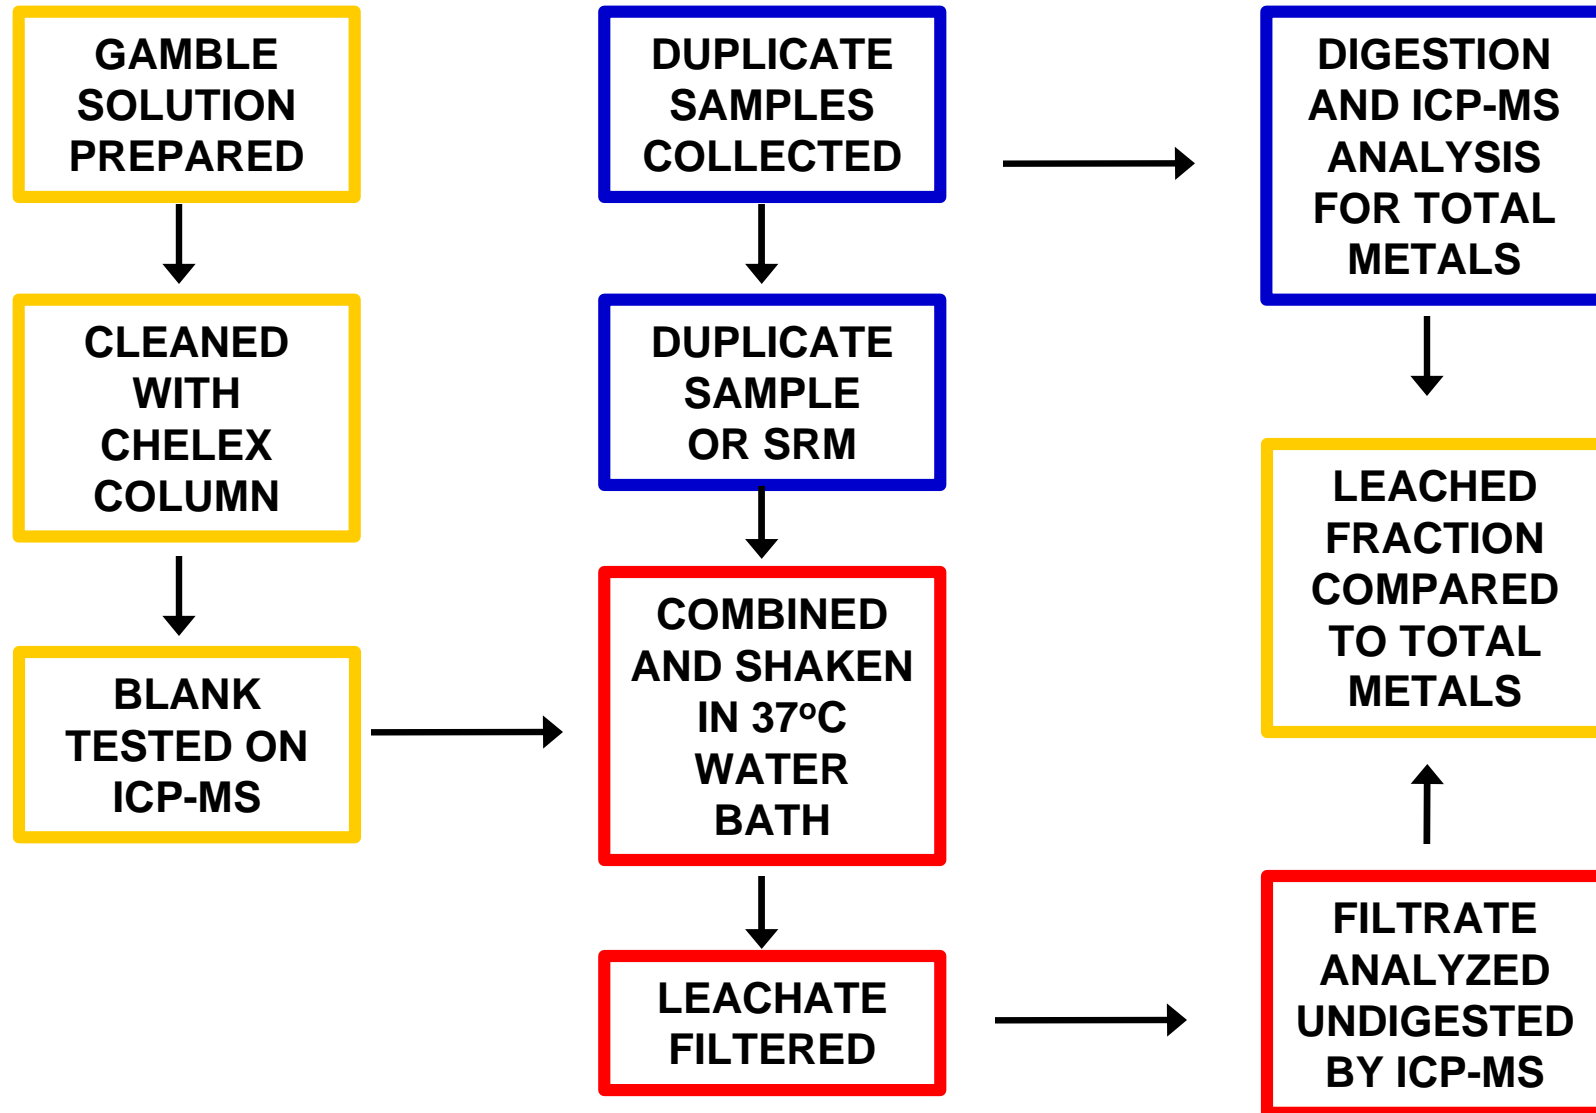 GAMBLE
SOLUTION
PREPARED
CLEANED
WITH
CHELEX
COLUMN
BLANK
TESTED ON
ICP-MS
DUPLICATE
SAMPLES
COLLECTED
DUPLICATE
SAMPLE
OR SRM
COMBINED
AND SHAKEN
IN 37ºC
WATER
BATH
LEACHATE
FILTERED
DIGESTION
AND ICP-MS
ANALYSIS
FOR TOTAL
METALS
LEACHED
FRACTION
COMPARED
TO TOTAL
METALS
FILTRATE
ANALYZED
UNDIGESTED
BY ICP-MS